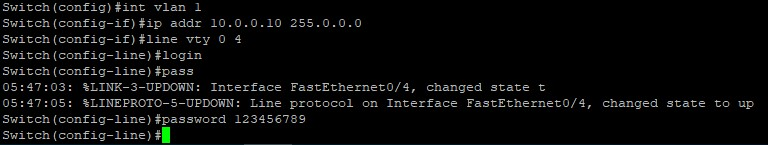 Switch(config)#int vlan 1
Switch(config-if)#ip addr 10.0.0.10 255.0.0.0
Switch(config-if)#line vty 0 4
Switch(config-line)#login
Switch(config-line)#pass
05:47:03: %LINK-3-UPDOWN: Interface FastEthernet0/4, changed state t
05:47:05: %LINEPROTO-5-UPDOWN: Line protocol on Interface FastEthernet0/4, changed state to up
Switch(config-line)#password 123456789
Switch(config-line)#